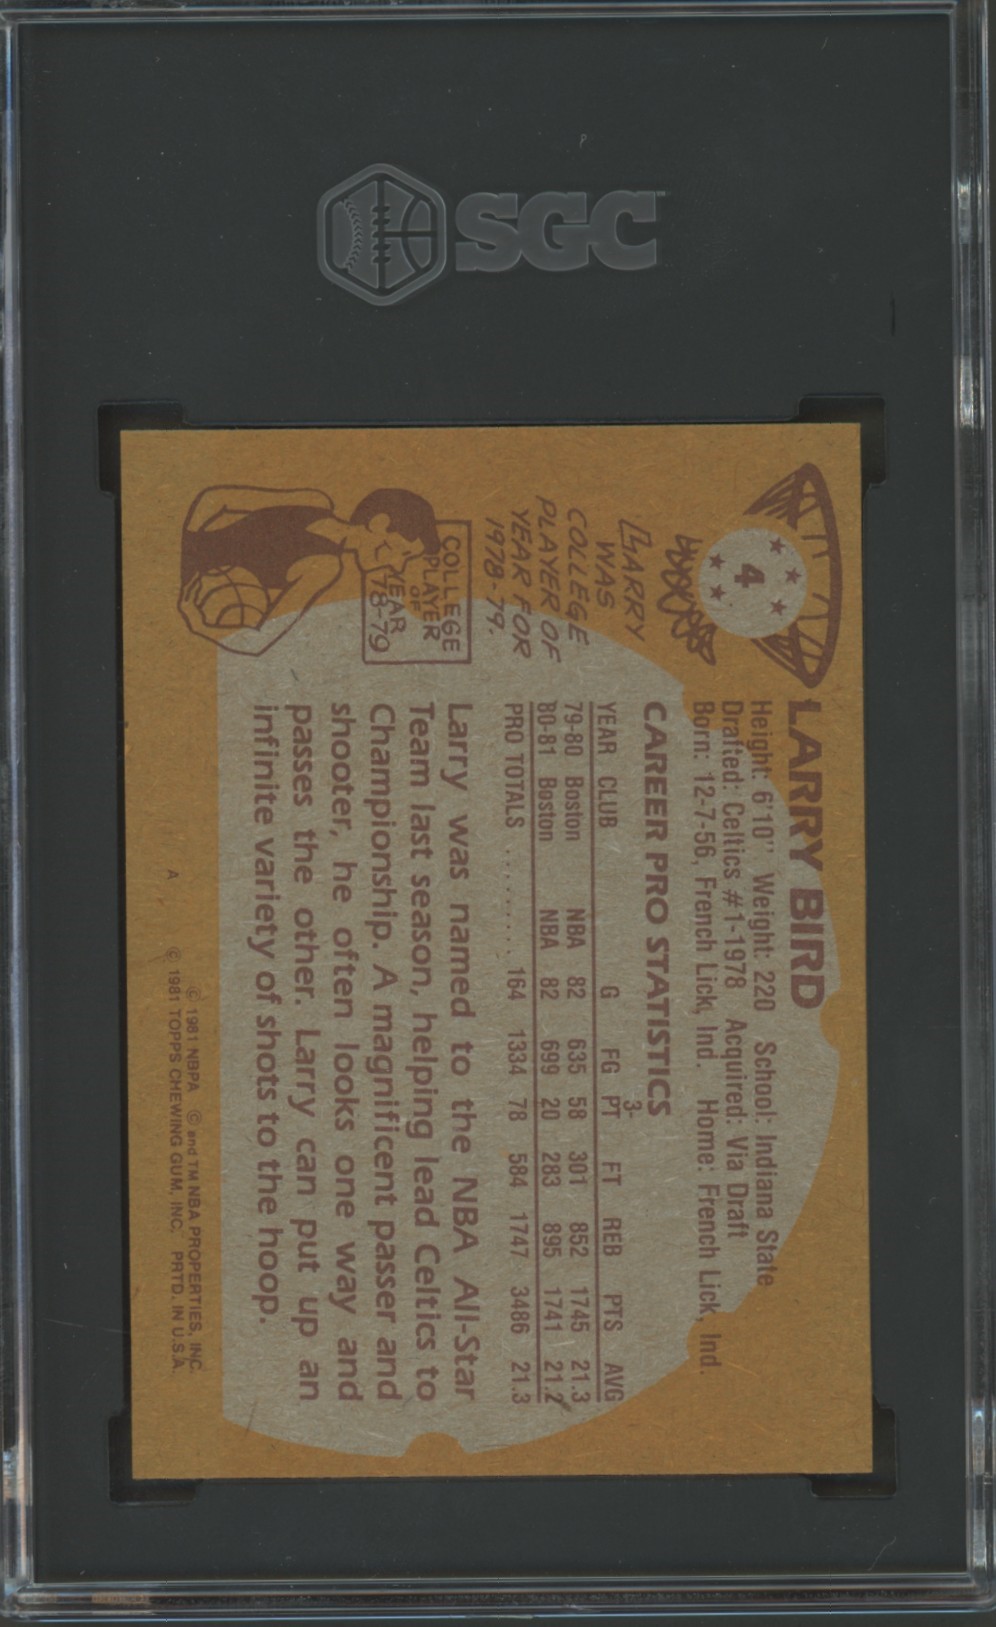 SGC
4
LARRY BIRD
Height: 6'10" Weight: 220 School: Indiana State
Drafted: Celtics #1-1978 Acquired: Via Draft
Born: 12-7-56, French Lick, Ind. Home: French Lick, Ind.
CAREER PRO STATISTICS
YEAR CLUB G FG 3-PT FT REB PTS AVG
79-80 Boston NBA 82 635 58 301 852 1745 21.3
80-81 Boston NBA 82 699 20 283 895 1741 21.2
PRO TOTALS .......... 164 1334 78 584 1747 3486 21.3
Larry was named to the NBA All-Star
Team last season, helping lead Celtics to
Championship. A magnificent passer and
shooter, he often looks one way and
passes the other. Larry can put up an
infinite variety of shots to the hoop.
LARRY
WAS
COLLEGE
PLAYER OF
YEAR FOR
1978-79.
COLLEGE
PLAYER
OF
YEAR
78-79
© 1981 NBPA © and TM NBA PROPERTIES, INC.
A © 1981 TOPPS CHEWING GUM, INC. PRTD. IN U.S.A.